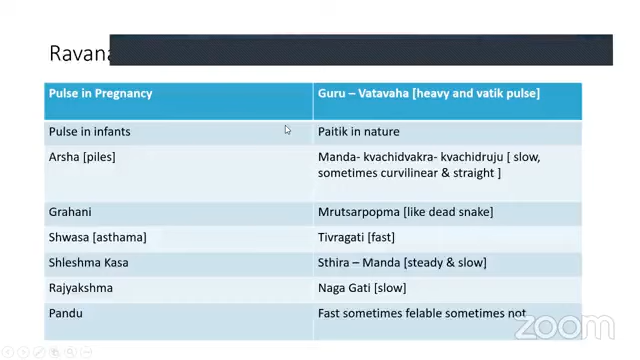 Ravana
Pulse in Pregnancy
Guru – Vatavaha [heavy and vatik pulse]
Pulse in infants
Paitik in nature
Arsha [piles]
Manda- kvachidvakra- kvachidruju [ slow,
sometimes curvilinear & straight ]
Grahani
Mrutsarpopma [like dead snake]
Shwasa [asthama]
Tivragati [fast]
Shleshma Kasa
Sthira – Manda [steady & slow]
Rajyakshma
Naga Gati [slow]
Pandu
Fast sometimes felable sometimes not
zoom